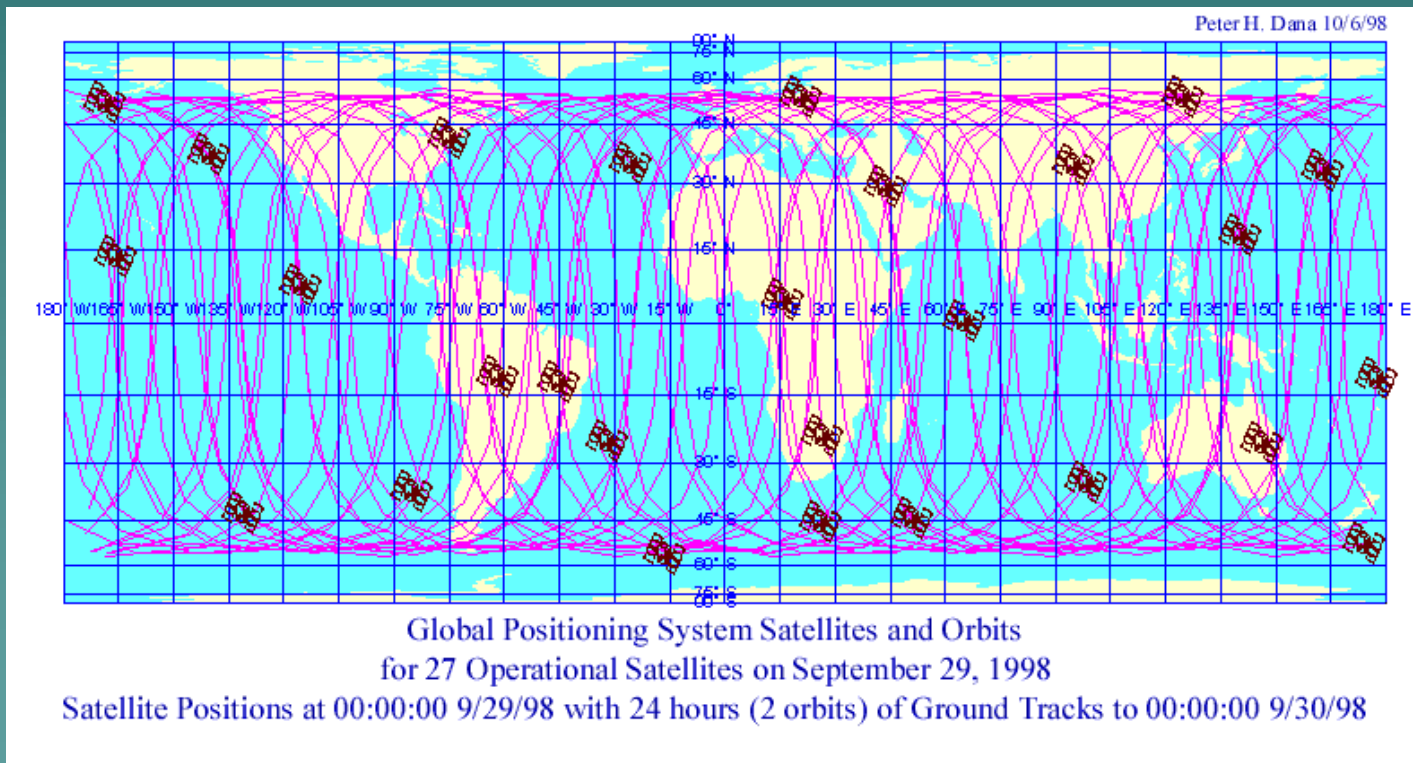 Peter H. Dana 10/6/98
90° N
75° N
60° N
45° N
30° N
15° N
180° W 165° W 150° W 135° W 120° W 105° W 90° W 75° W 60° W 45° W 30° W 15° W 0° 15° E 30° E 45° E 60° E 75° E 90° E 105° E 120° E 135° E 150° E 165° E 180° E
15° S
30° S
45° S
60° S
75° S
90° S
Global Positioning System Satellites and Orbits
for 27 Operational Satellites on September 29, 1998
Satellite Positions at 00:00:00 9/29/98 with 24 hours (2 orbits) of Ground Tracks to 00:00:00 9/30/98